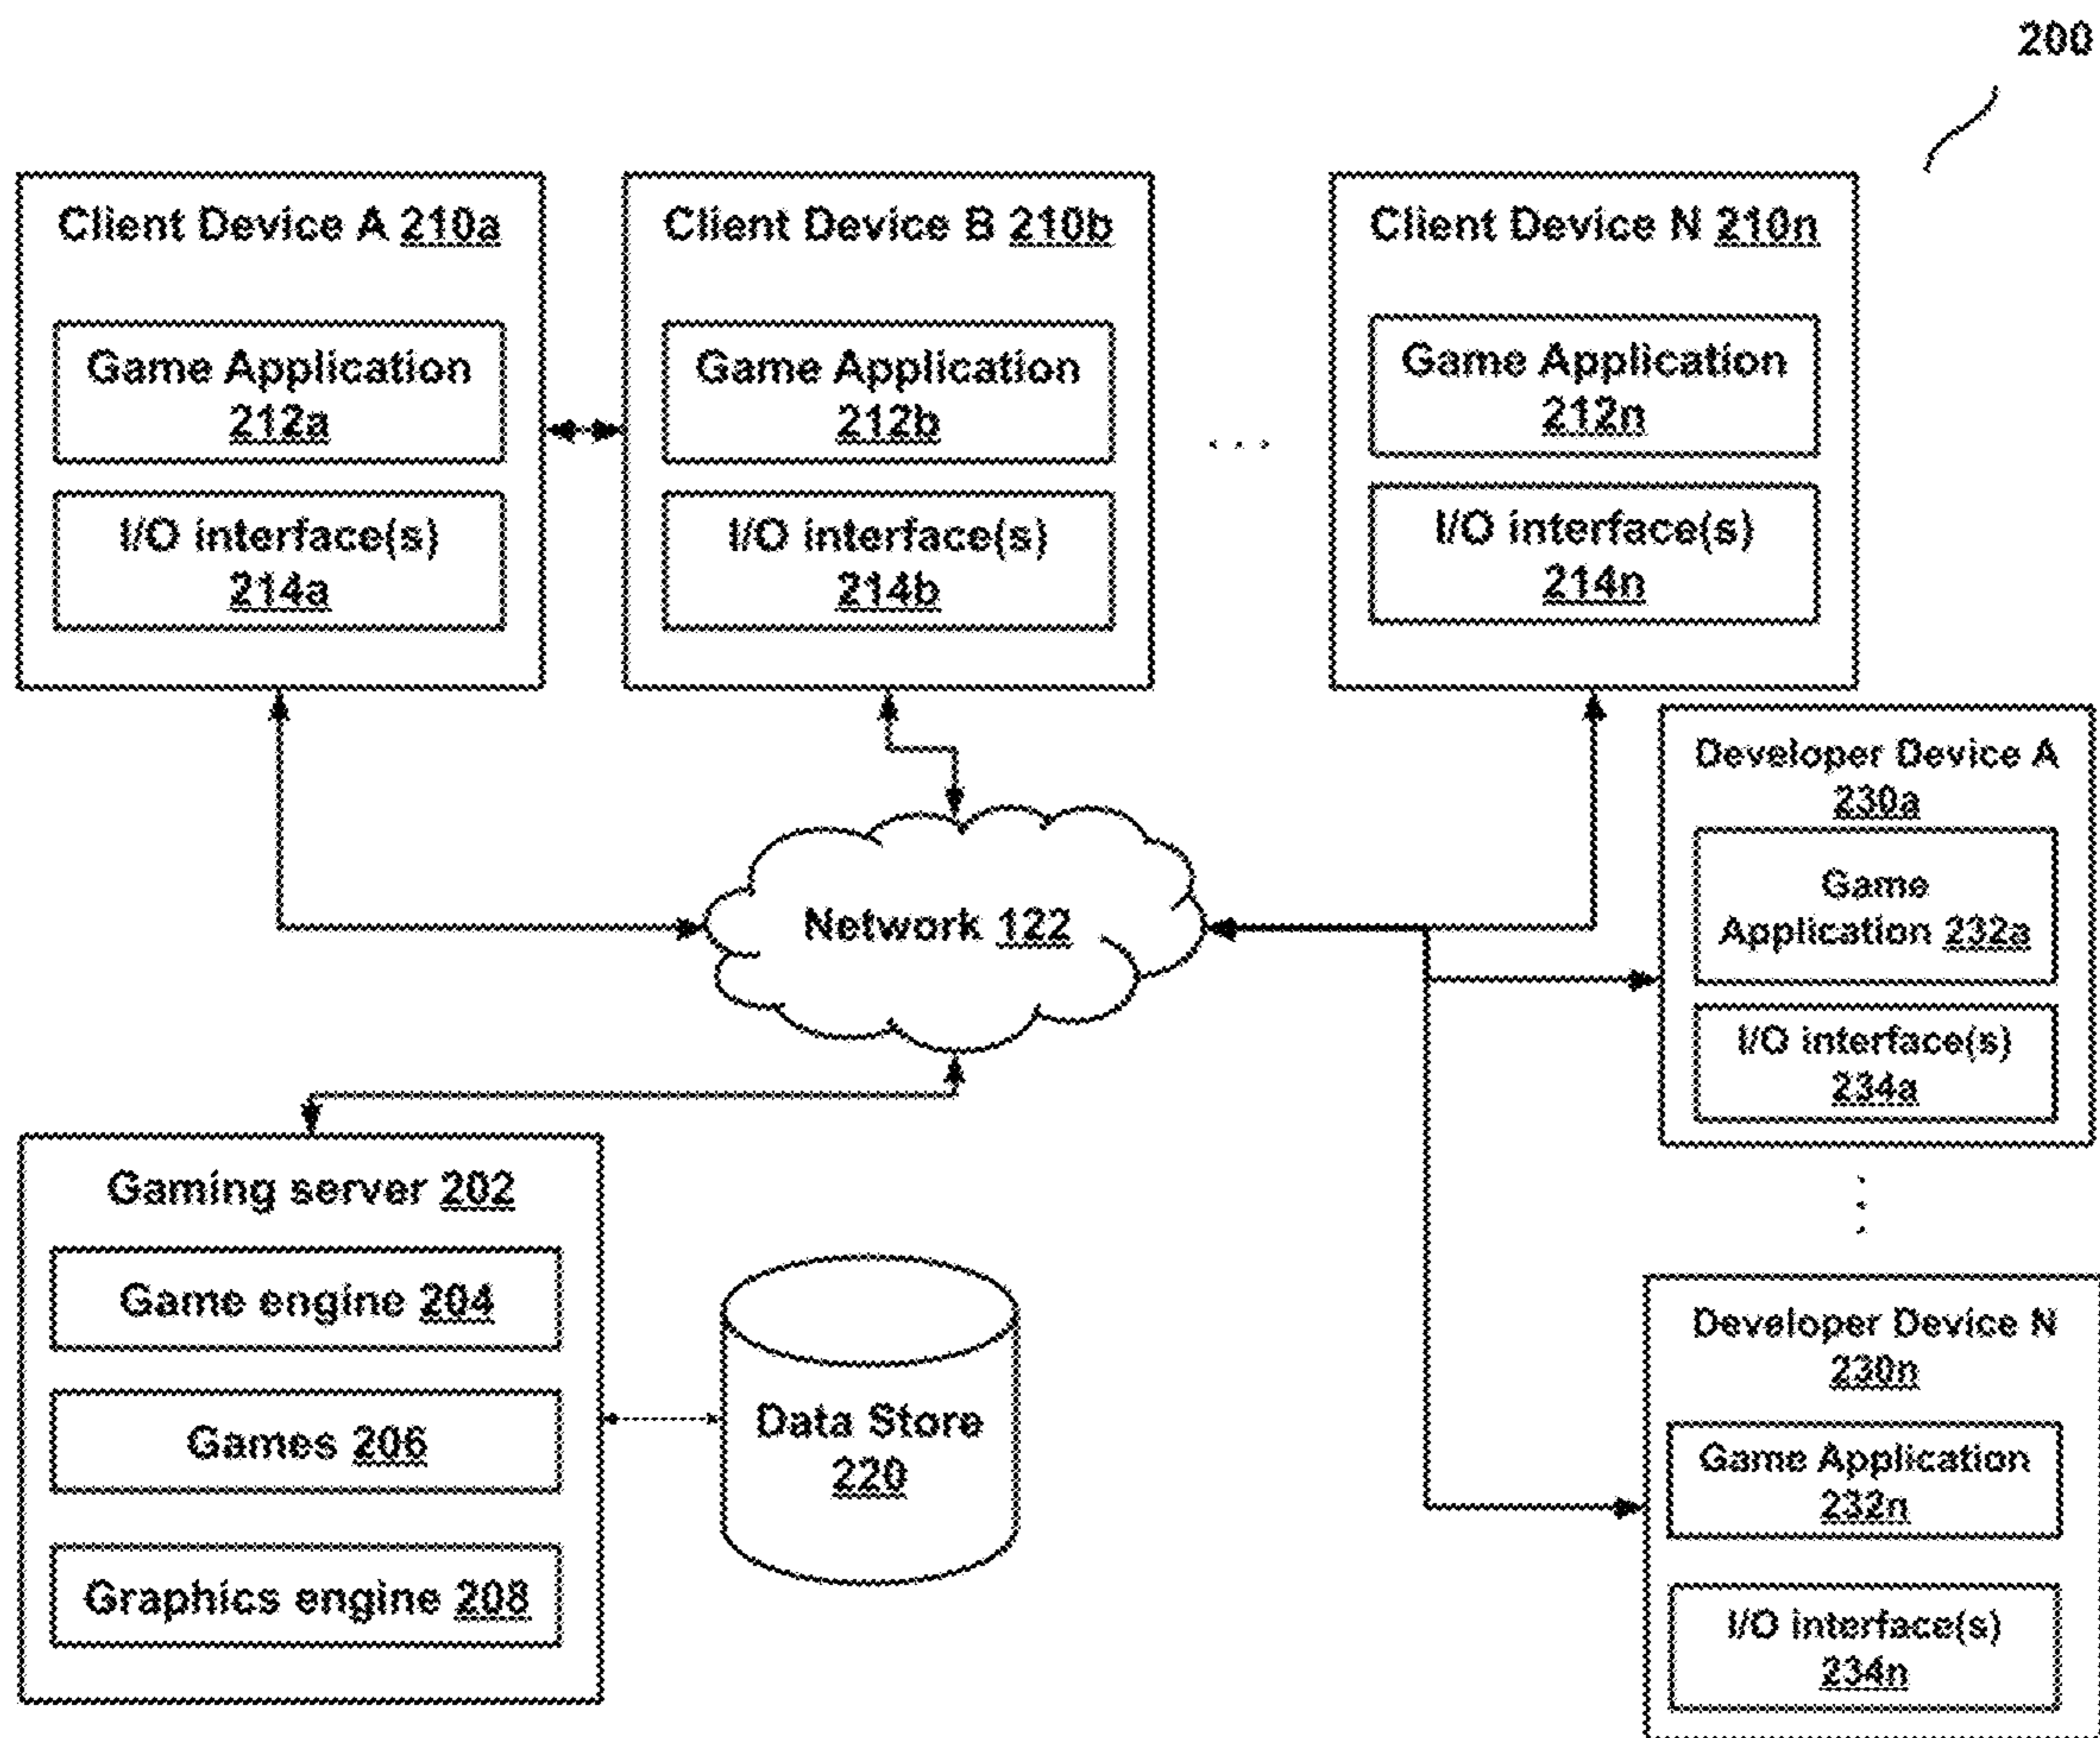 200
Client Device A 210a
Game Application
212a
I/O interface(s)
214a
Client Device B 210b
Game Application
212b
I/O interface(s)
214b
. . .
Client Device N 210n
Game Application
212n
I/O interface(s)
214n
Developer Device A
230a
Game
Application 232a
I/O interface(s)
234a
Network 122
Gaming server 202
Game engine 204
Games 206
Graphics engine 208
Data Store
220
Developer Device N
230n
Game Application
232n
I/O interface(s)
234n